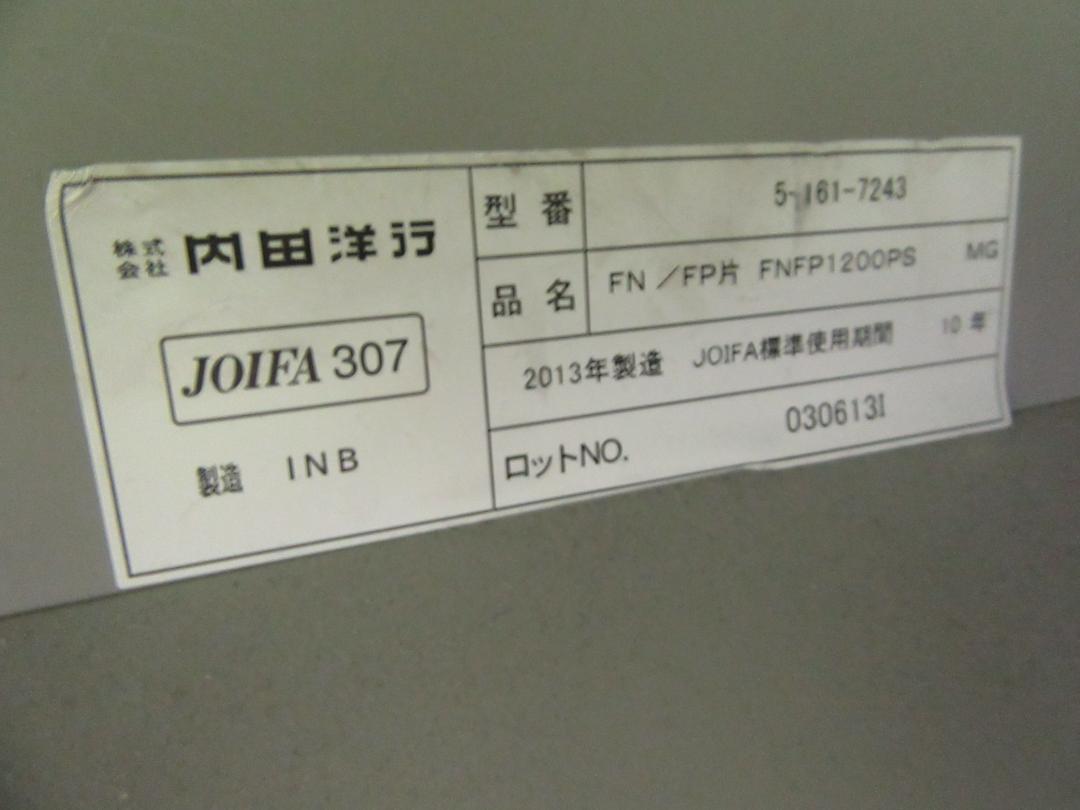 株式会社 内田洋行
JOIFA 307
製造 INB
型番 5-161-7243
品名 FN／FP片 FNFP1200PS MG
2013年製造 JOIFA標準使用期間 10年
ロットNO. 030613I